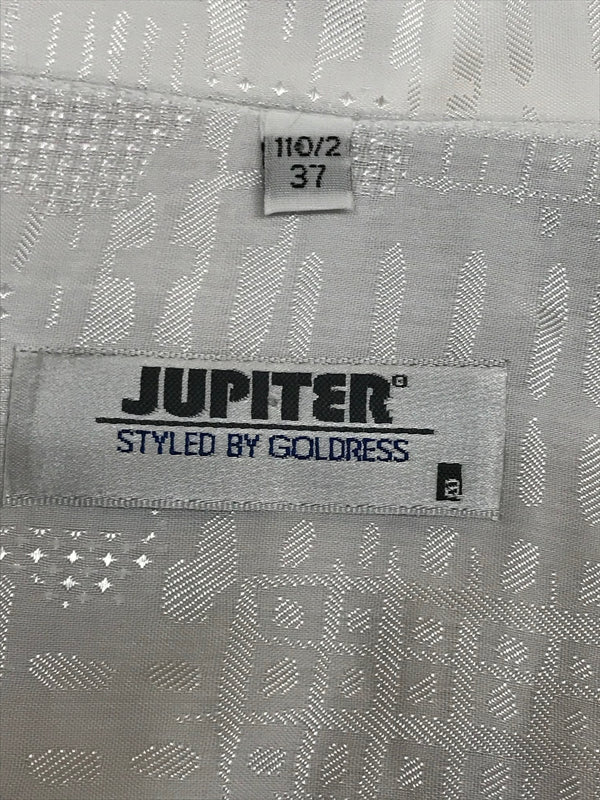 110/2
37
JUPITER
STYLED BY GOLDRESS